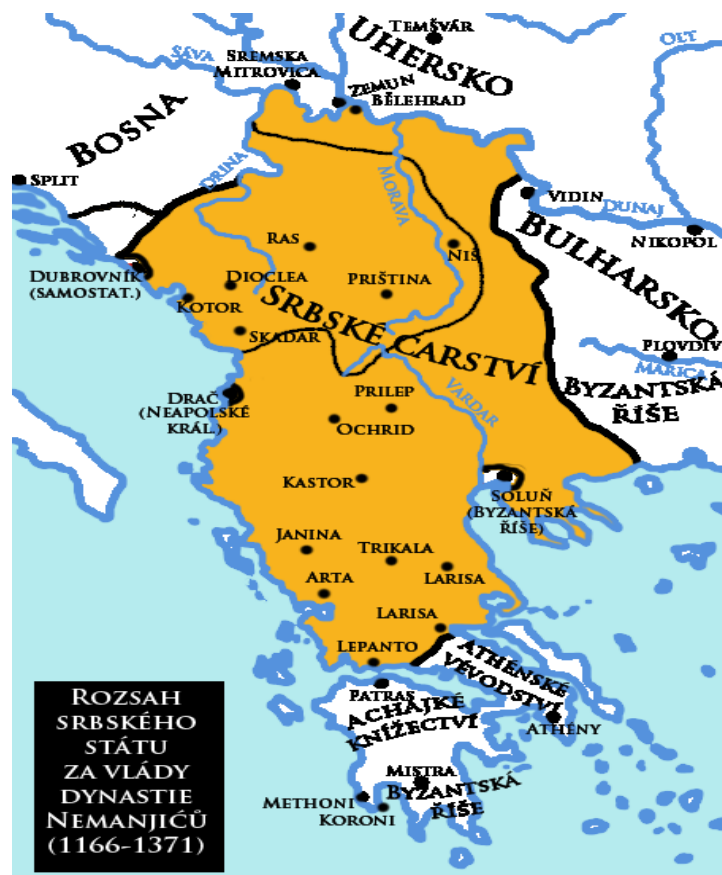 Temšvár
Olt
Sáva
Sremska
Mitrovica
Uhersko
Zemun
Bělehrad
Bosna
Drina
Morava
Split
Vidin
Dunaj
Nikopol
Bulharsko
Ras
Niš
Dubrovník
(samostat.)
Dioclea
Priština
Kotor
Srbské carství
Skadar
Plovdiv
Marica
Byzantská
říše
Drač
(Neapolské
král.)
Prilep
Vardar
Ochrid
Kastor
Soluň
(Byzantská
říše)
Janina
Trikala
Arta
Larisa
Larisa
Lepanto
Athénské
vévodství
Patras
Achájké
knížectví
Athény
Mistra
Byzantská
říše
Methoni
Koroni
Rozsah
srbského
státu
za vlády
dynastie
Nemanjićů
(1166-1371)